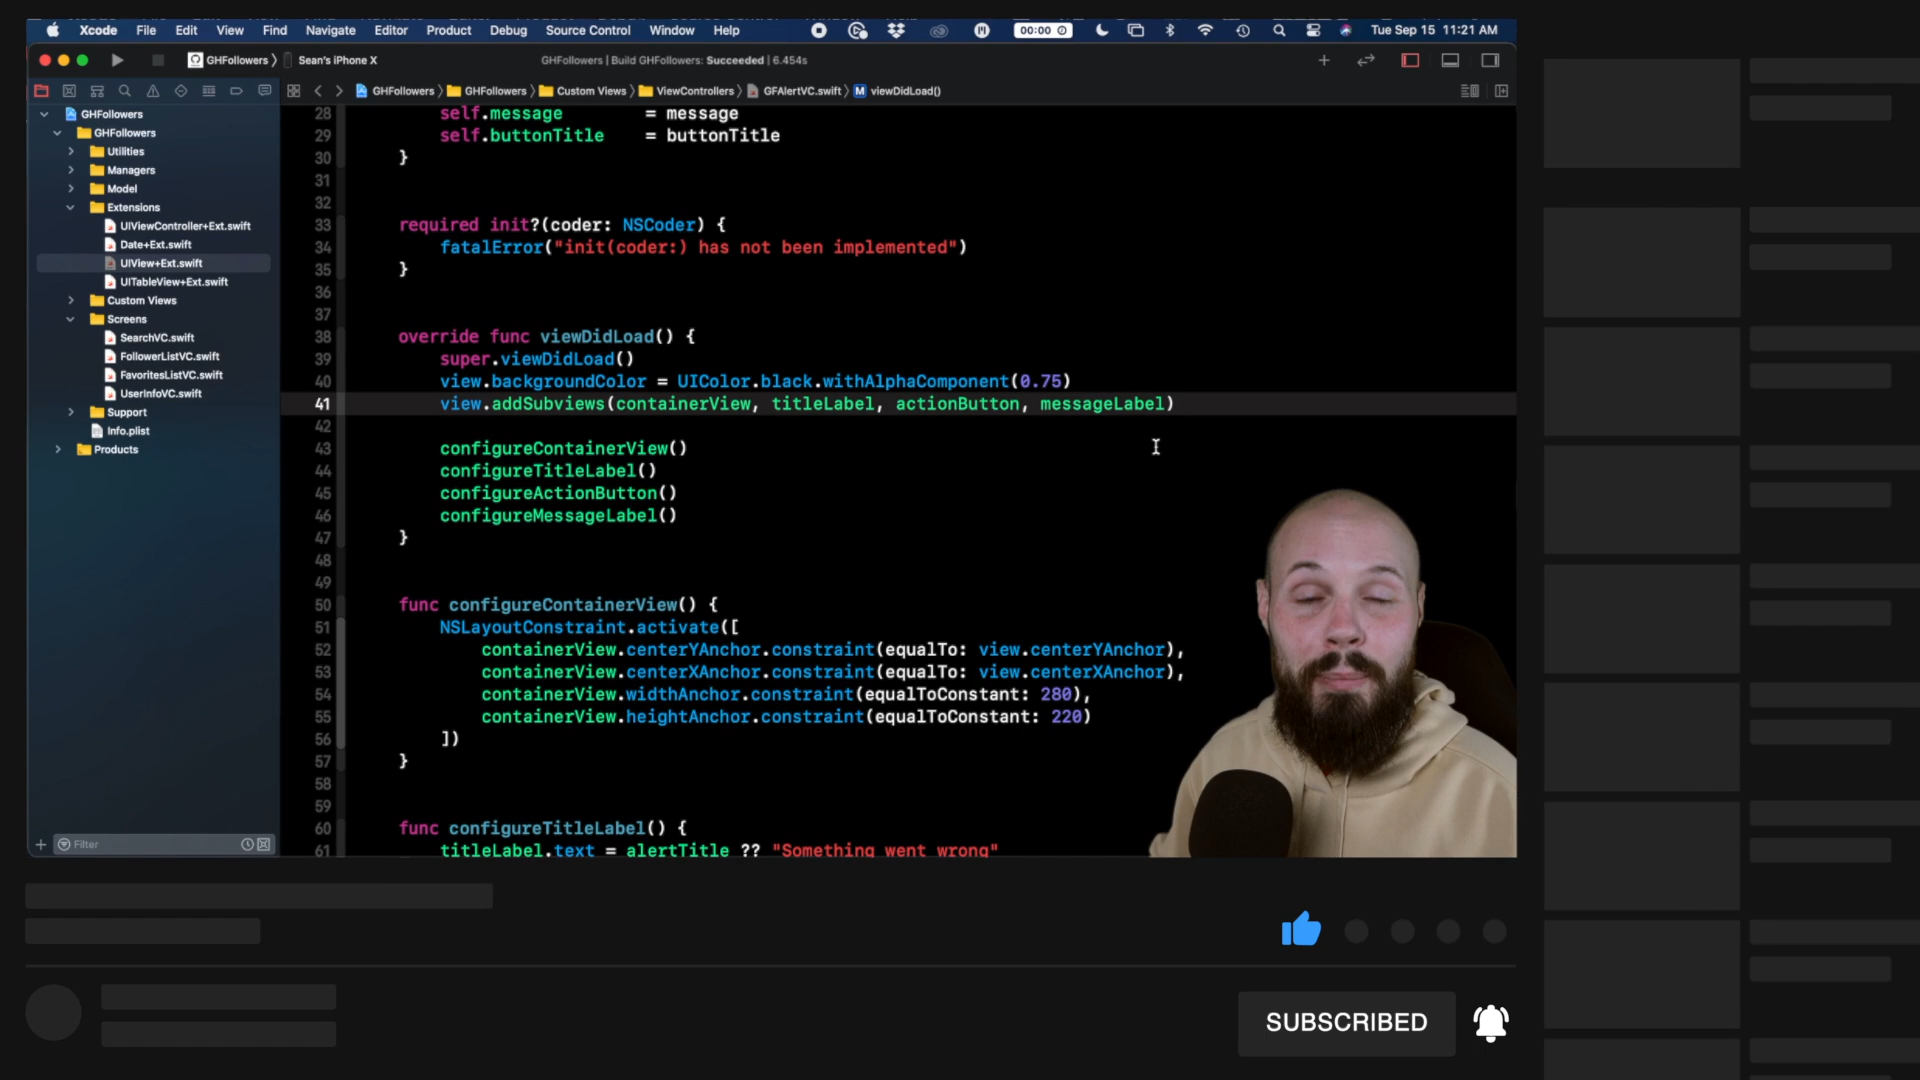 Xcode File Edit View Find Navigate Editor Product Debug Source Control Window Help 00:00 Tue Sep 15 11:21 AM
GHFollowers Sean's iPhone X GHFollowers | Build GHFollowers: Succeeded | 6.454s
GHFollowers GHFollowers Custom Views ViewControllers GFAlertVC.swift M viewDidLoad()
GHFollowers
GHFollowers
Utilities
Managers
Model
Extensions
UIViewController+Ext.swift
Date+Ext.swift
UIView+Ext.swift
UITableView+Ext.swift
Custom Views
Screens
SearchVC.swift
FollowerListVC.swift
FavoritesListVC.swift
UserInfoVC.swift
Support
Info.plist
Products
Filter
28 self.message = message
29 self.buttonTitle = buttonTitle
30 }
31
32
33 required init?(coder: NSCoder) {
34 fatalError("init(coder:) has not been implemented")
35 }
36
37
38 override func viewDidLoad() {
39 super.viewDidLoad()
40 view.backgroundColor = UIColor.black.withAlphaComponent(0.75)
41 view.addSubviews(containerView, titleLabel, actionButton, messageLabel)
42
43 configureContainerView()
44 configureTitleLabel()
45 configureActionButton()
46 configureMessageLabel()
47 }
48
49
50 func configureContainerView() {
51 NSLayoutConstraint.activate([
52 containerView.centerYAnchor.constraint(equalTo: view.centerYAnchor),
53 containerView.centerXAnchor.constraint(equalTo: view.centerXAnchor),
54 containerView.widthAnchor.constraint(equalToConstant: 280),
55 containerView.heightAnchor.constraint(equalToConstant: 220)
56 ])
57 }
58
59
60 func configureTitleLabel() {
61 titleLabel.text = alertTitle ?? "Something went wrong"
SUBSCRIBED